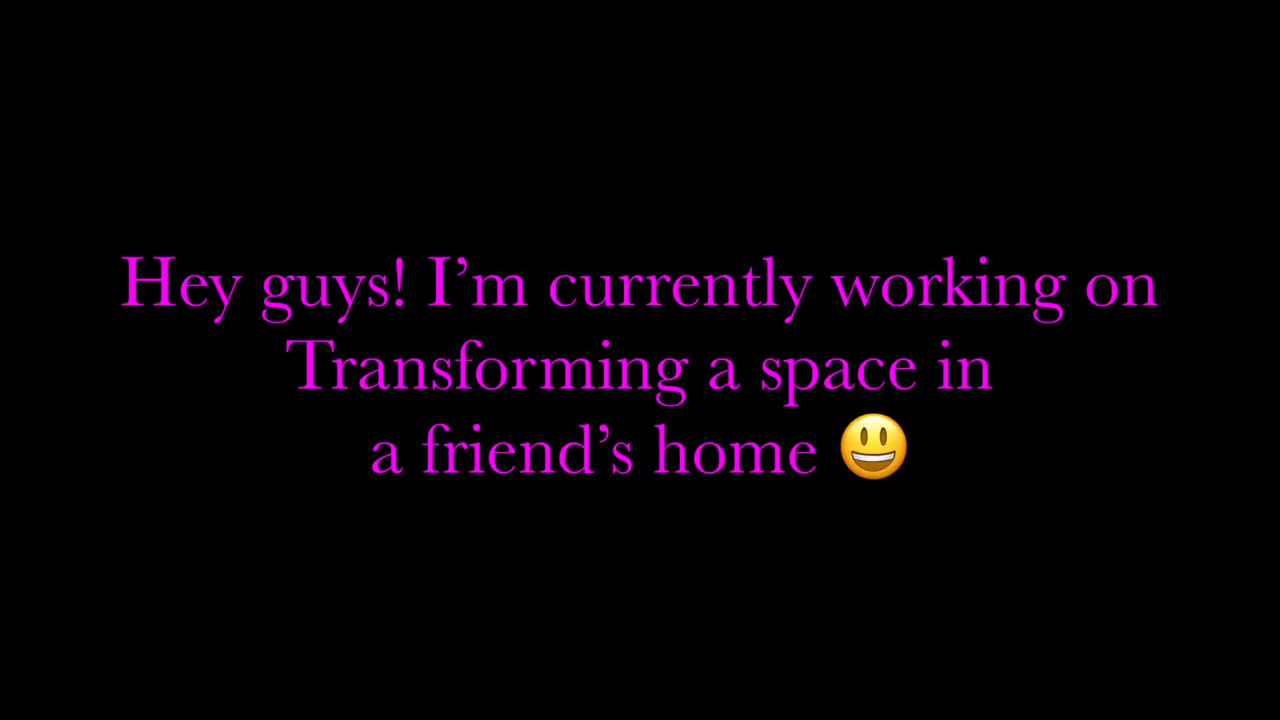 Hey guys! I’m currently working on
Transforming a space in
a friend’s home 😃